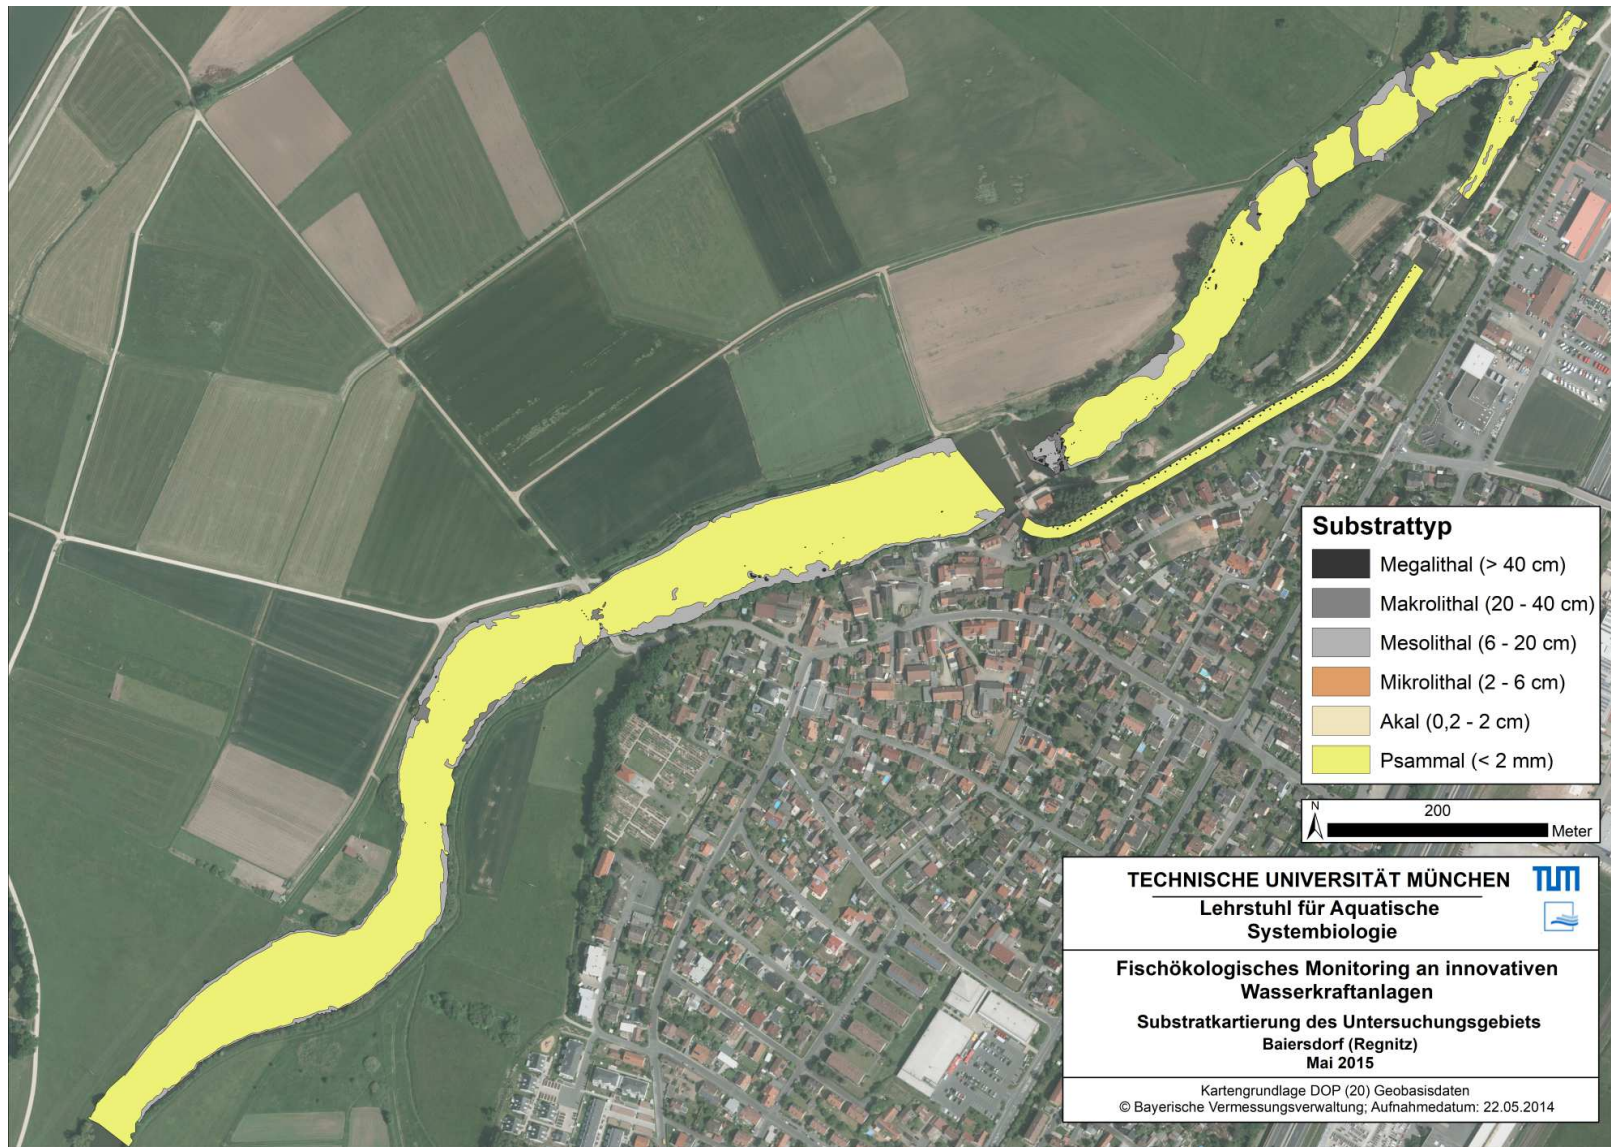 Substrattyp
Megalithal (> 40 cm)
Makrolithal (20 - 40 cm)
Mesolithal (6 - 20 cm)
Mikrolithal (2 - 6 cm)
Akal (0,2 - 2 cm)
Psammal (< 2 mm)
N
200
Meter
TECHNISCHE UNIVERSITÄT MÜNCHEN
TUM
Lehrstuhl für Aquatische
Systembiologie
Fischökologisches Monitoring an innovativen
Wasserkraftanlagen
Substratkartierung des Untersuchungsgebiets
Baiersdorf (Regnitz)
Mai 2015
Kartengrundlage DOP (20) Geobasisdaten
© Bayerische Vermessungsverwaltung; Aufnahmedatum: 22.05.2014